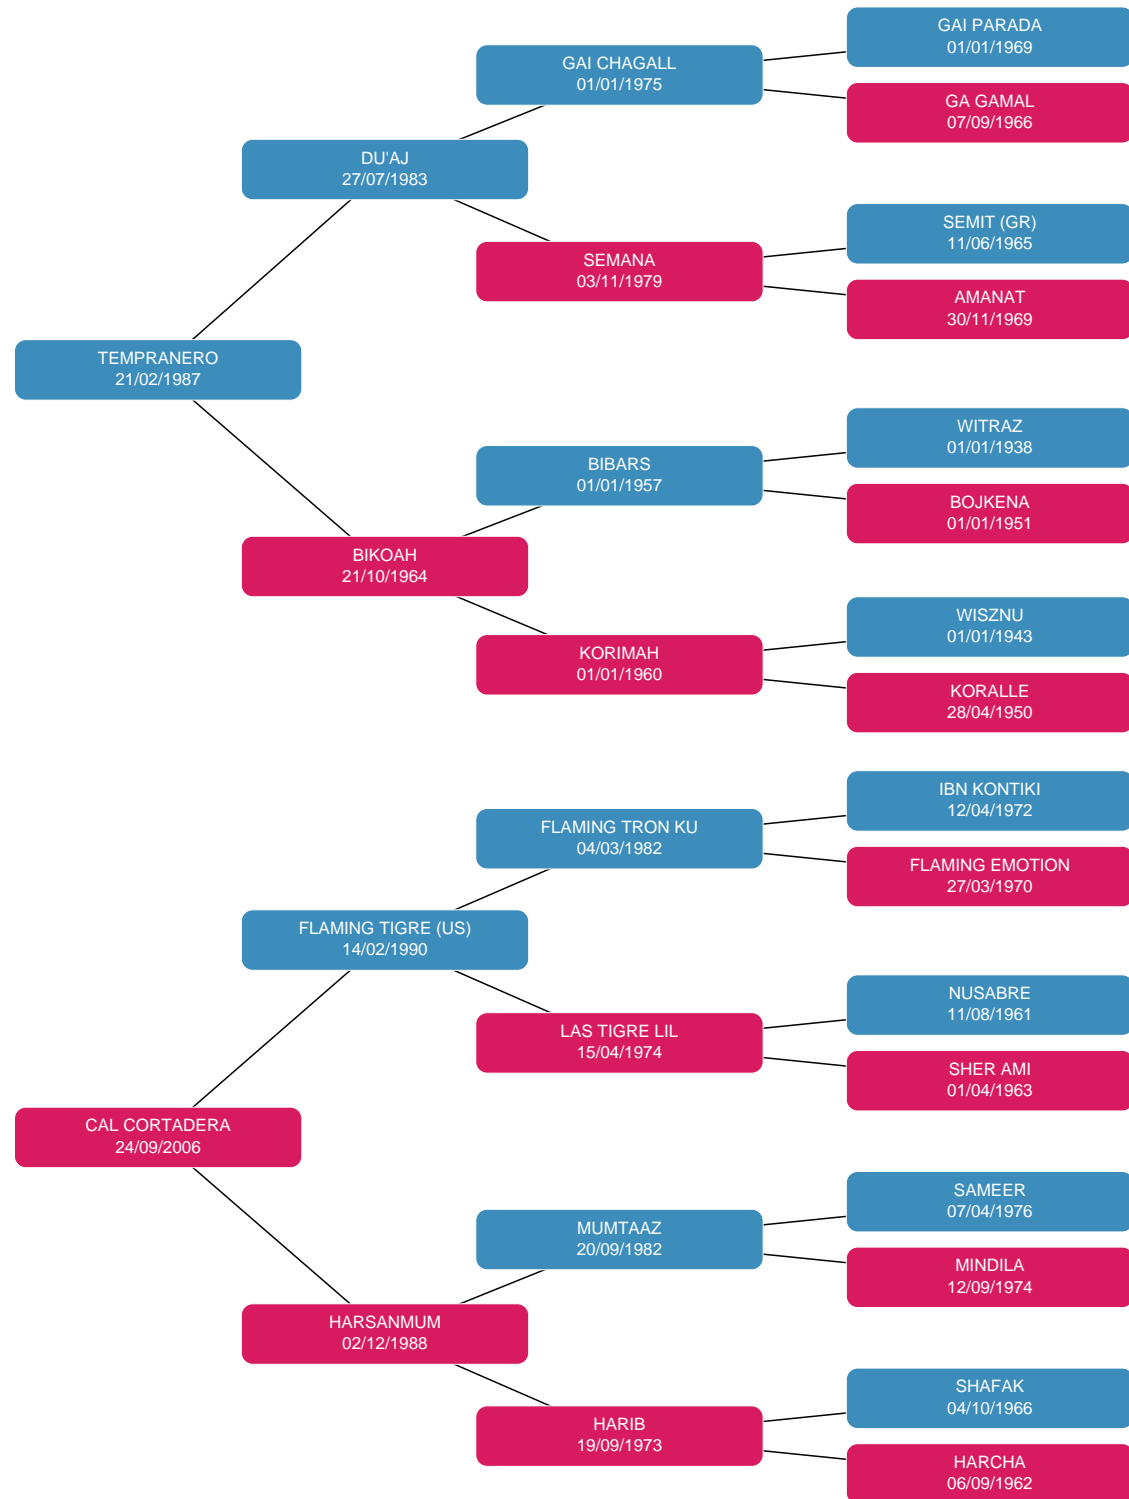 GAI PARADA
01/01/1969
GAI CHAGALL
01/01/1975
GA GAMAL
07/09/1966
DU'AJ
27/07/1983
SEMIT (GR)
11/06/1965
SEMANA
03/11/1979
AMANAT
30/11/1969
TEMPRANERO
21/02/1987
WITRAZ
01/01/1938
BIBARS
01/01/1957
BOJKENA
01/01/1951
BIKOAH
21/10/1964
WISZNU
01/01/1943
KORIMAH
01/01/1960
KORALLE
28/04/1950
IBN KONTIKI
12/04/1972
FLAMING TRON KU
04/03/1982
FLAMING EMOTION
27/03/1970
FLAMING TIGRE (US)
14/02/1990
NUSABRE
11/08/1961
LAS TIGRE LIL
15/04/1974
SHER AMI
01/04/1963
CAL CORTADERA
24/09/2006
SAMEER
07/04/1976
MUMTAAZ
20/09/1982
MINDILA
12/09/1974
HARSANMUM
02/12/1988
SHAFAK
04/10/1966
HARIB
19/09/1973
HARCHA
06/09/1962